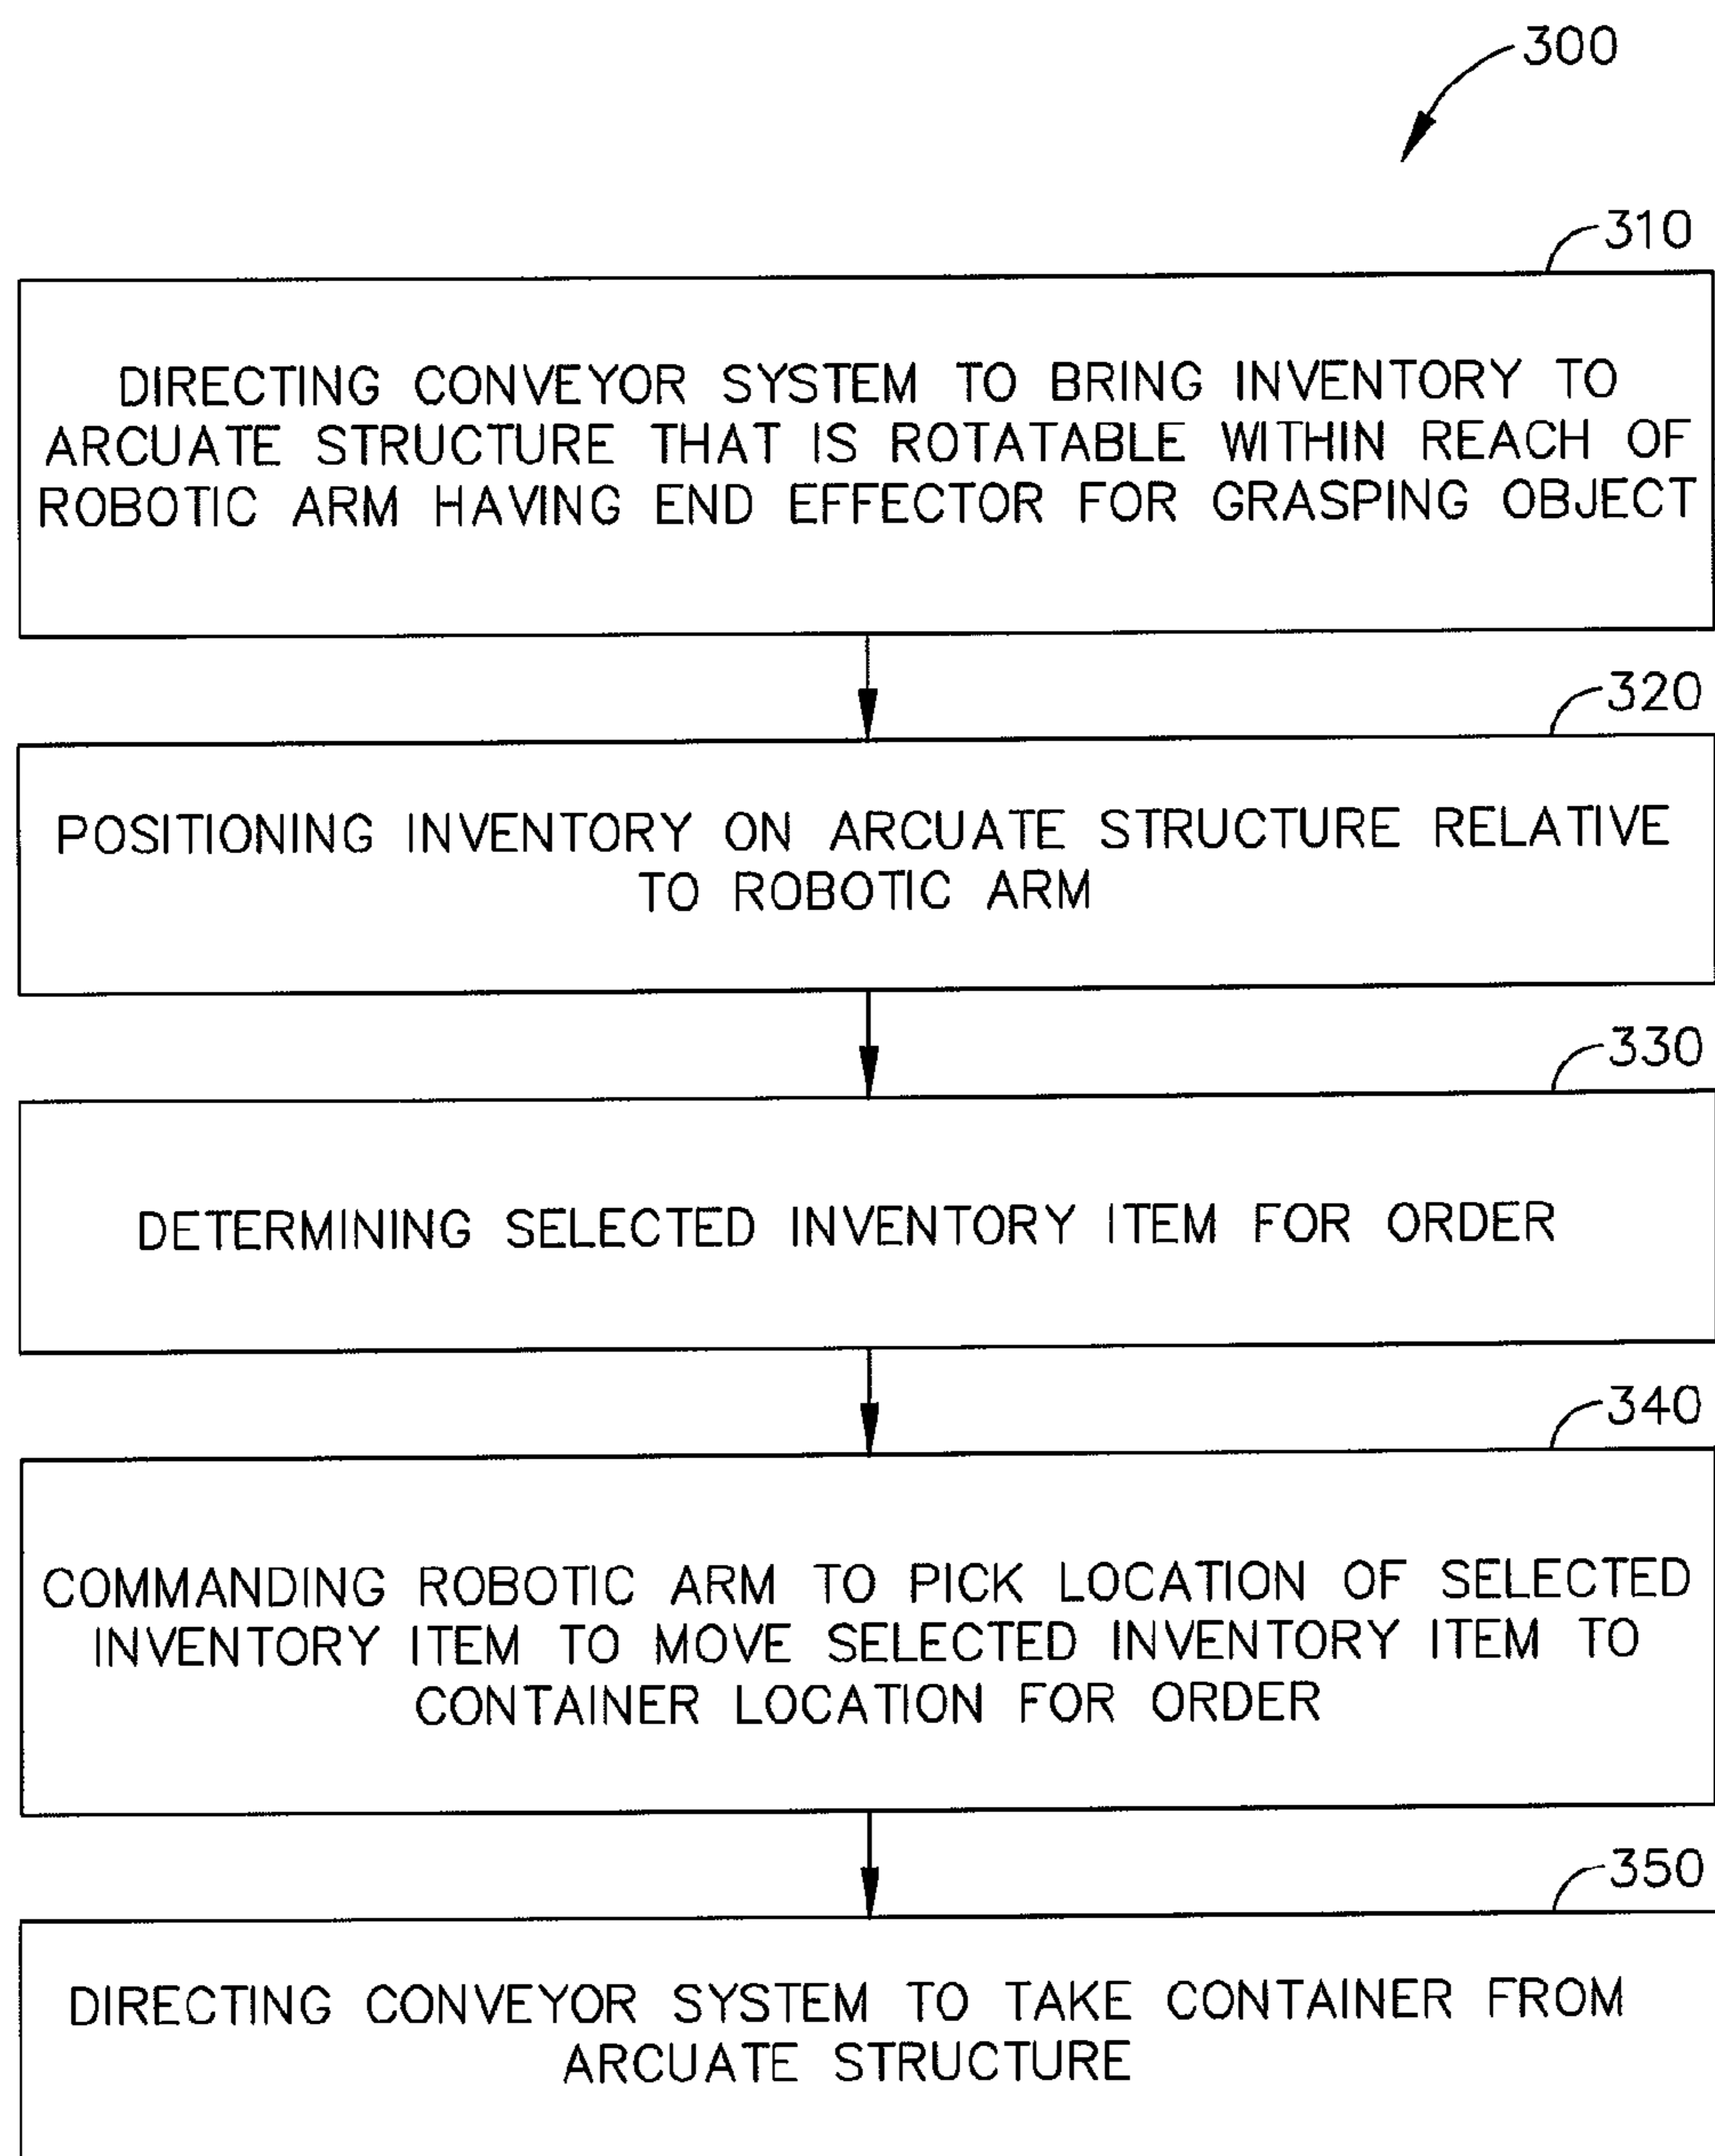 300
310
DIRECTING CONVEYOR SYSTEM TO BRING INVENTORY TO
ARCUATE STRUCTURE THAT IS ROTATABLE WITHIN REACH OF
ROBOTIC ARM HAVING END EFFECTOR FOR GRASPING OBJECT
320
POSITIONING INVENTORY ON ARCUATE STRUCTURE RELATIVE
TO ROBOTIC ARM
330
DETERMINING SELECTED INVENTORY ITEM FOR ORDER
340
COMMANDING ROBOTIC ARM TO PICK LOCATION OF SELECTED
INVENTORY ITEM TO MOVE SELECTED INVENTORY ITEM TO
CONTAINER LOCATION FOR ORDER
350
DIRECTING CONVEYOR SYSTEM TO TAKE CONTAINER FROM
ARCUATE STRUCTURE